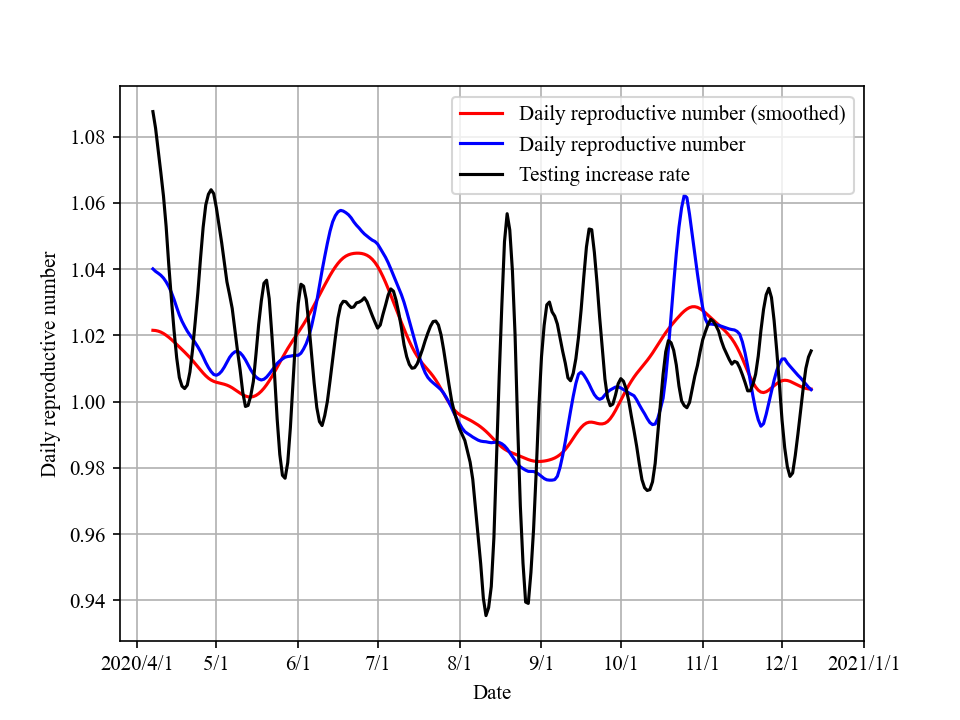 Daily reproductive number (smoothed)
Daily reproductive number
Testing increase rate
1.08
1.06
1.04
1.02
1.00
0.98
0.96
0.94
Daily reproductive number
2020/4/1 5/1 6/1 7/1 8/1 9/1 10/1 11/1 12/1 2021/1/1
Date